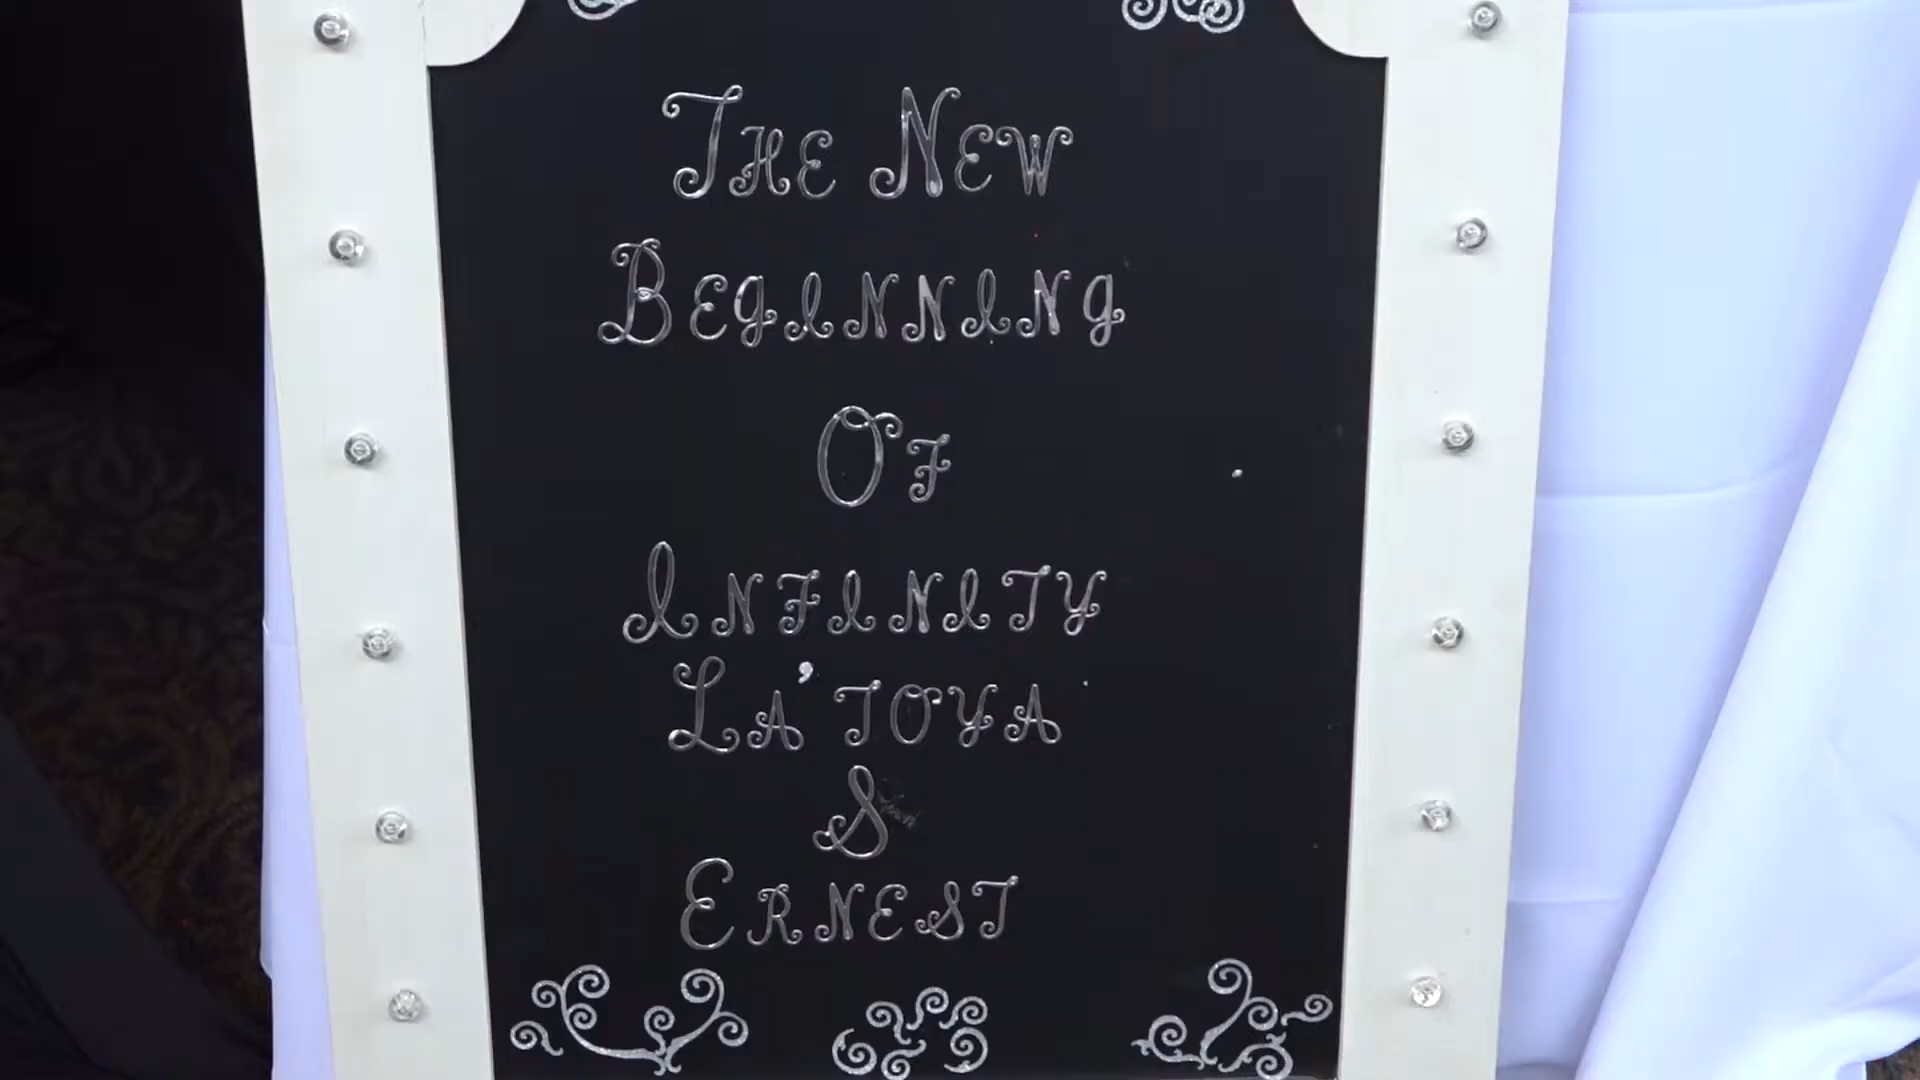 The New
Beginning
Of
Infinity
La'toya
S
Ernest